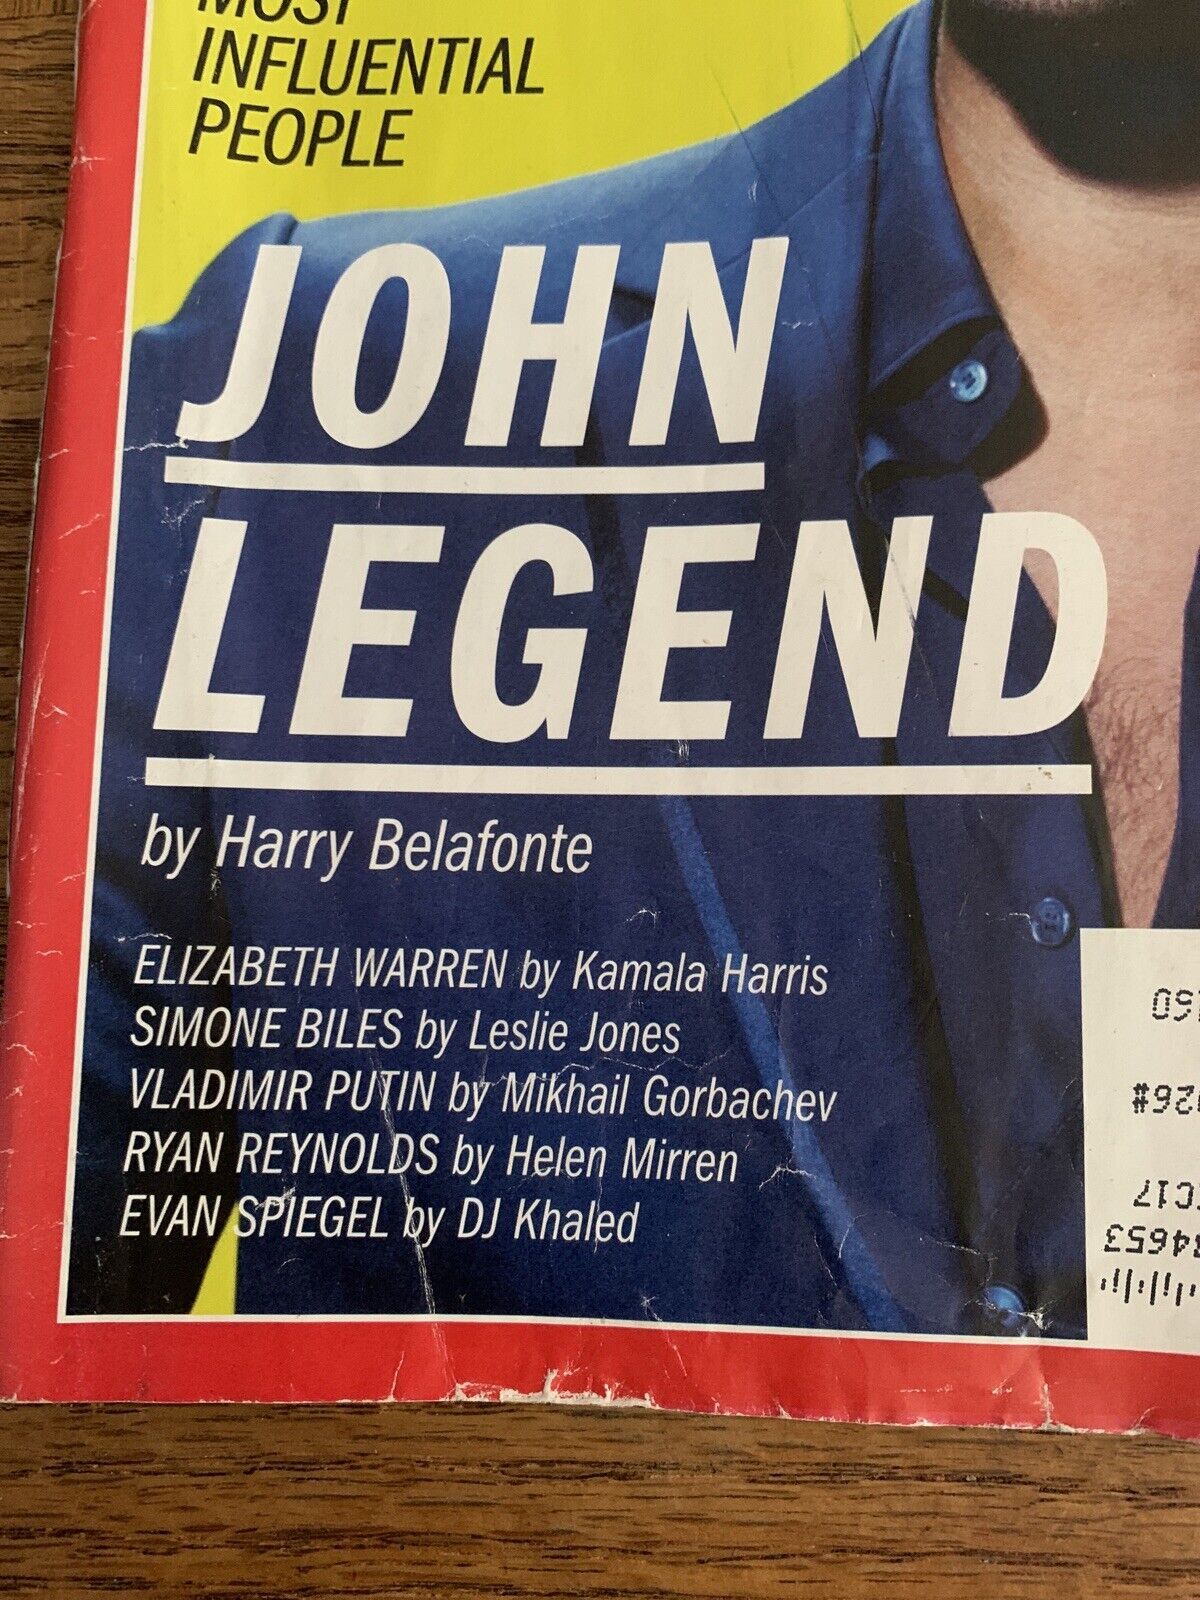 MOST
INFLUENTIAL
PEOPLE
JOHN
LEGEND
by Harry Belafonte
ELIZABETH WARREN by Kamala Harris
SIMONE BILES by Leslie Jones
VLADIMIR PUTIN by Mikhail Gorbachev
RYAN REYNOLDS by Helen Mirren
EVAN SPIEGEL by DJ Khaled